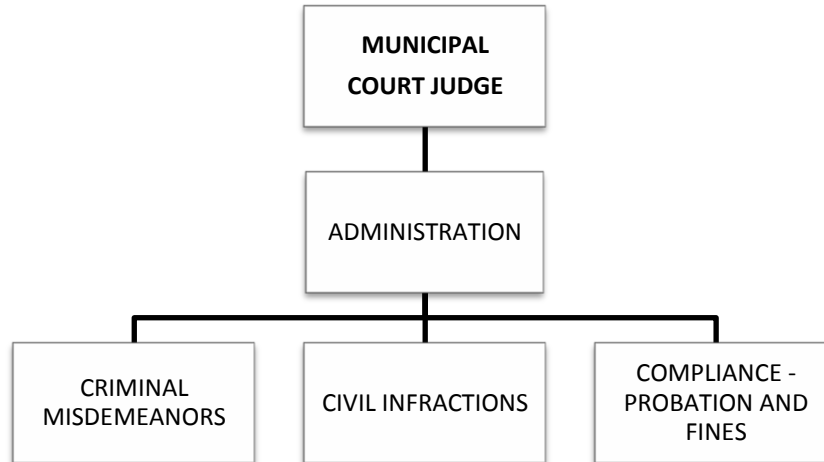 MUNICIPAL
COURT JUDGE
ADMINISTRATION
CRIMINAL
MISDEMEANORS
CIVIL INFRACTIONS
COMPLIANCE -
PROBATION AND
FINES